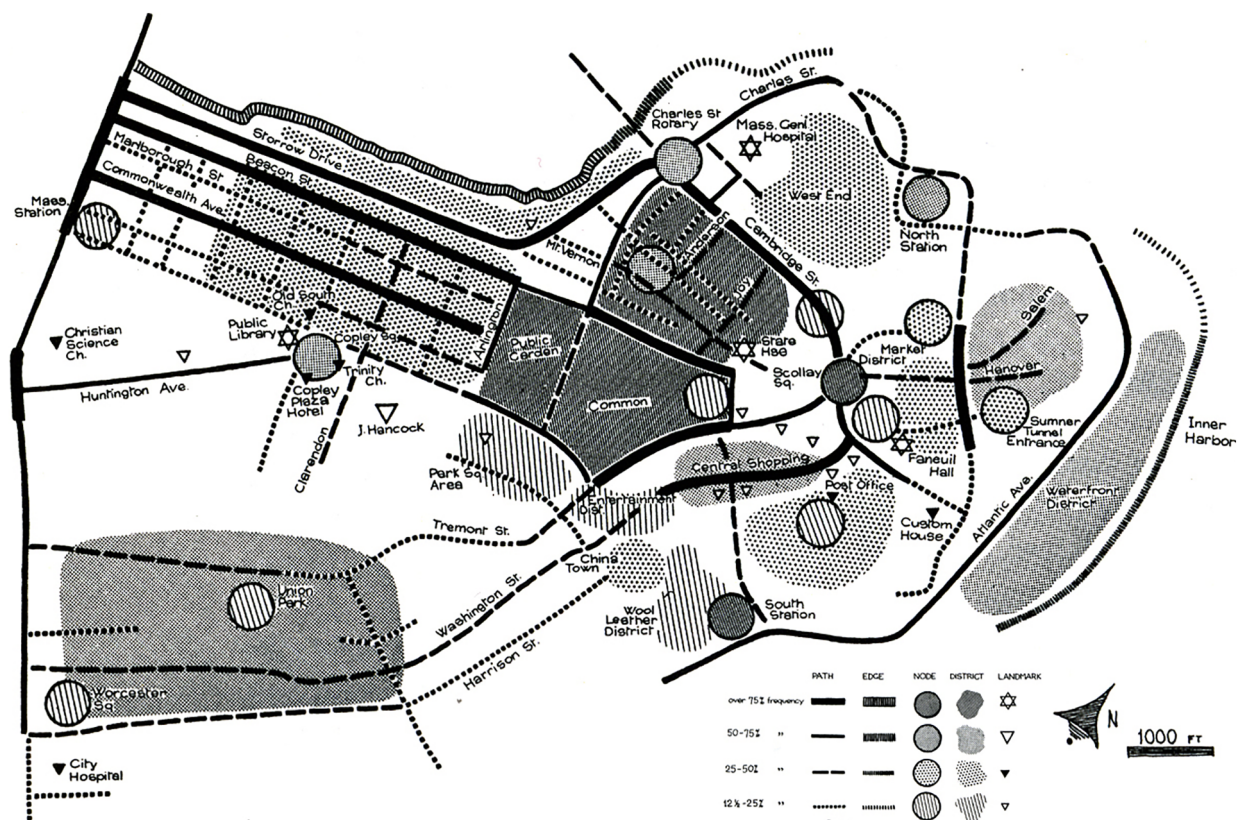 Charles St.
Charles St
Rotary
Mass. Genl
Hospital
Storrow Drive
Marlborough St
Beacon St.
Commonwealth Ave.
Mass.
Station
West End
North
Station
Mt. Vernon
Anderson
Cambridge St.
Joy
Old South
Ch.
Public
Library
Copley Sq.
Arlington
Public
Garden
State
Hse
Market
District
Salem
Scollay
Sq.
Hanover
Christian
Science
Ch.
Trinity
Ch.
Huntington Ave.
Copley
Plaza
Hotel
Common
Sumner
Tunnel
Entrance
Inner
Harbor
J. Hancock
Clarendon
Faneuil
Hall
Central Shopping
Park Sq.
Area
Post Office
Waterfront
District
Entertainment
Dist.
Custom
House
Atlantic Ave.
Tremont St.
China
Town
Union
Park
Washington St.
Wool
Leather
District
South
Station
Harrison St.
Worcester
Sq.
City
Hospital
PATH EDGE NODE DISTRICT LANDMARK
over 75% frequency
50-75% "
25-50% "
12½-25% "
N
1000 FT